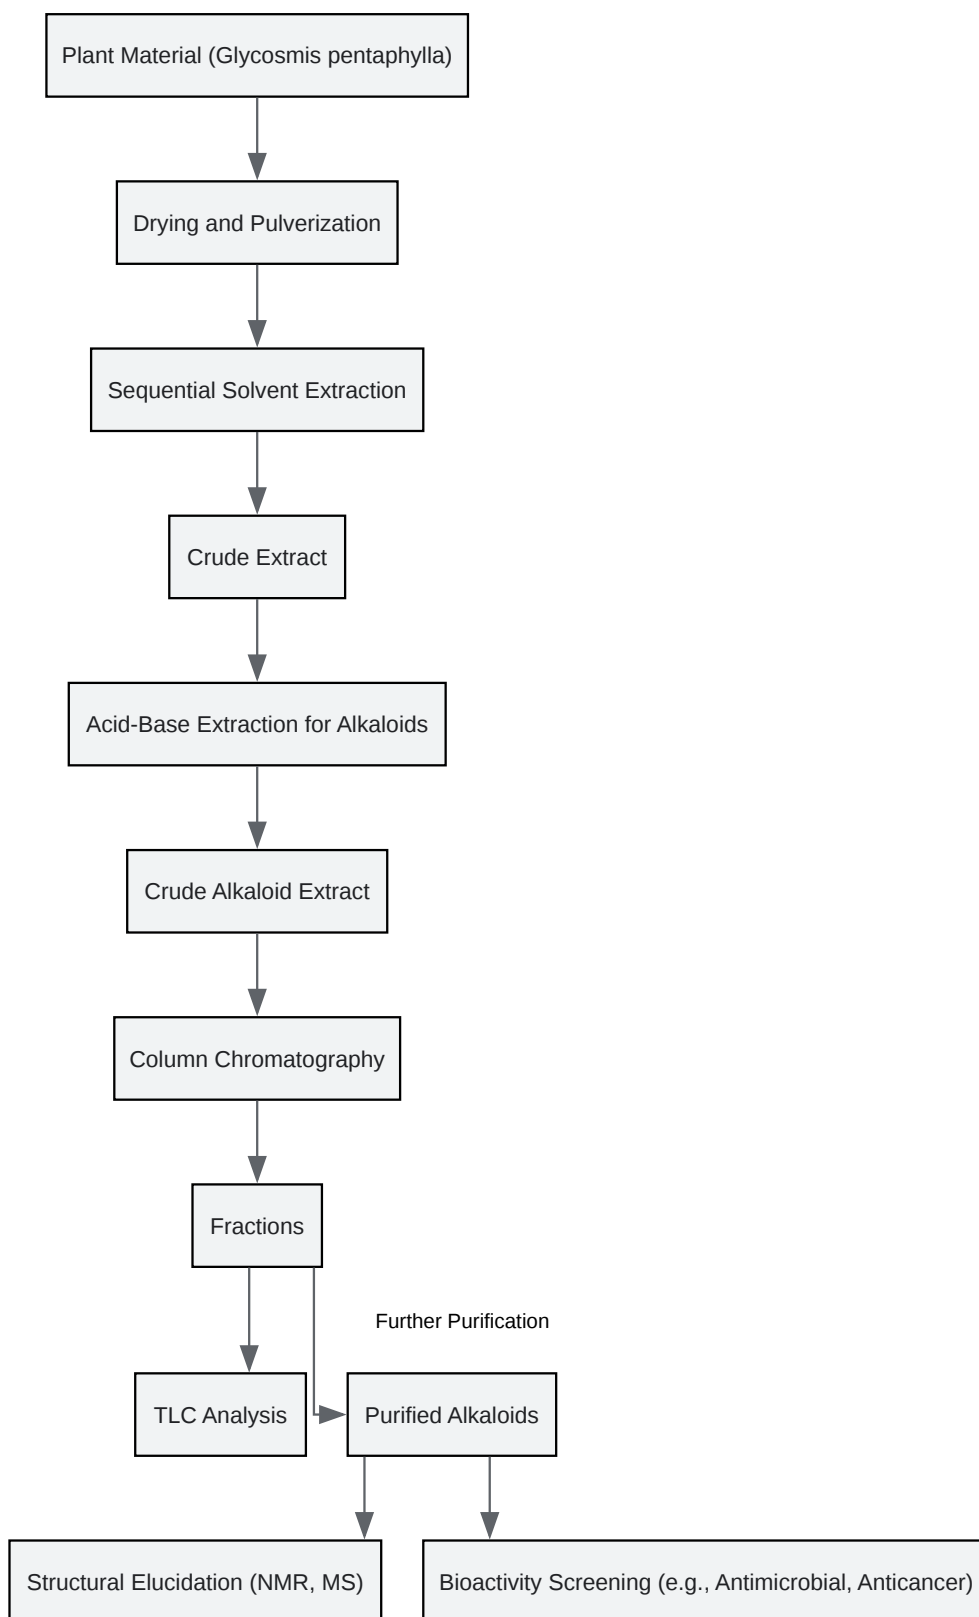 Plant Material (Glycosmis pentaphylla)
Drying and Pulverization
Sequential Solvent Extraction
Crude Extract
Acid-Base Extraction for Alkaloids
Crude Alkaloid Extract
Column Chromatography
Fractions
Further Purification
TLC Analysis
Purified Alkaloids
Structural Elucidation (NMR, MS)
Bioactivity Screening (e.g., Antimicrobial, Anticancer)